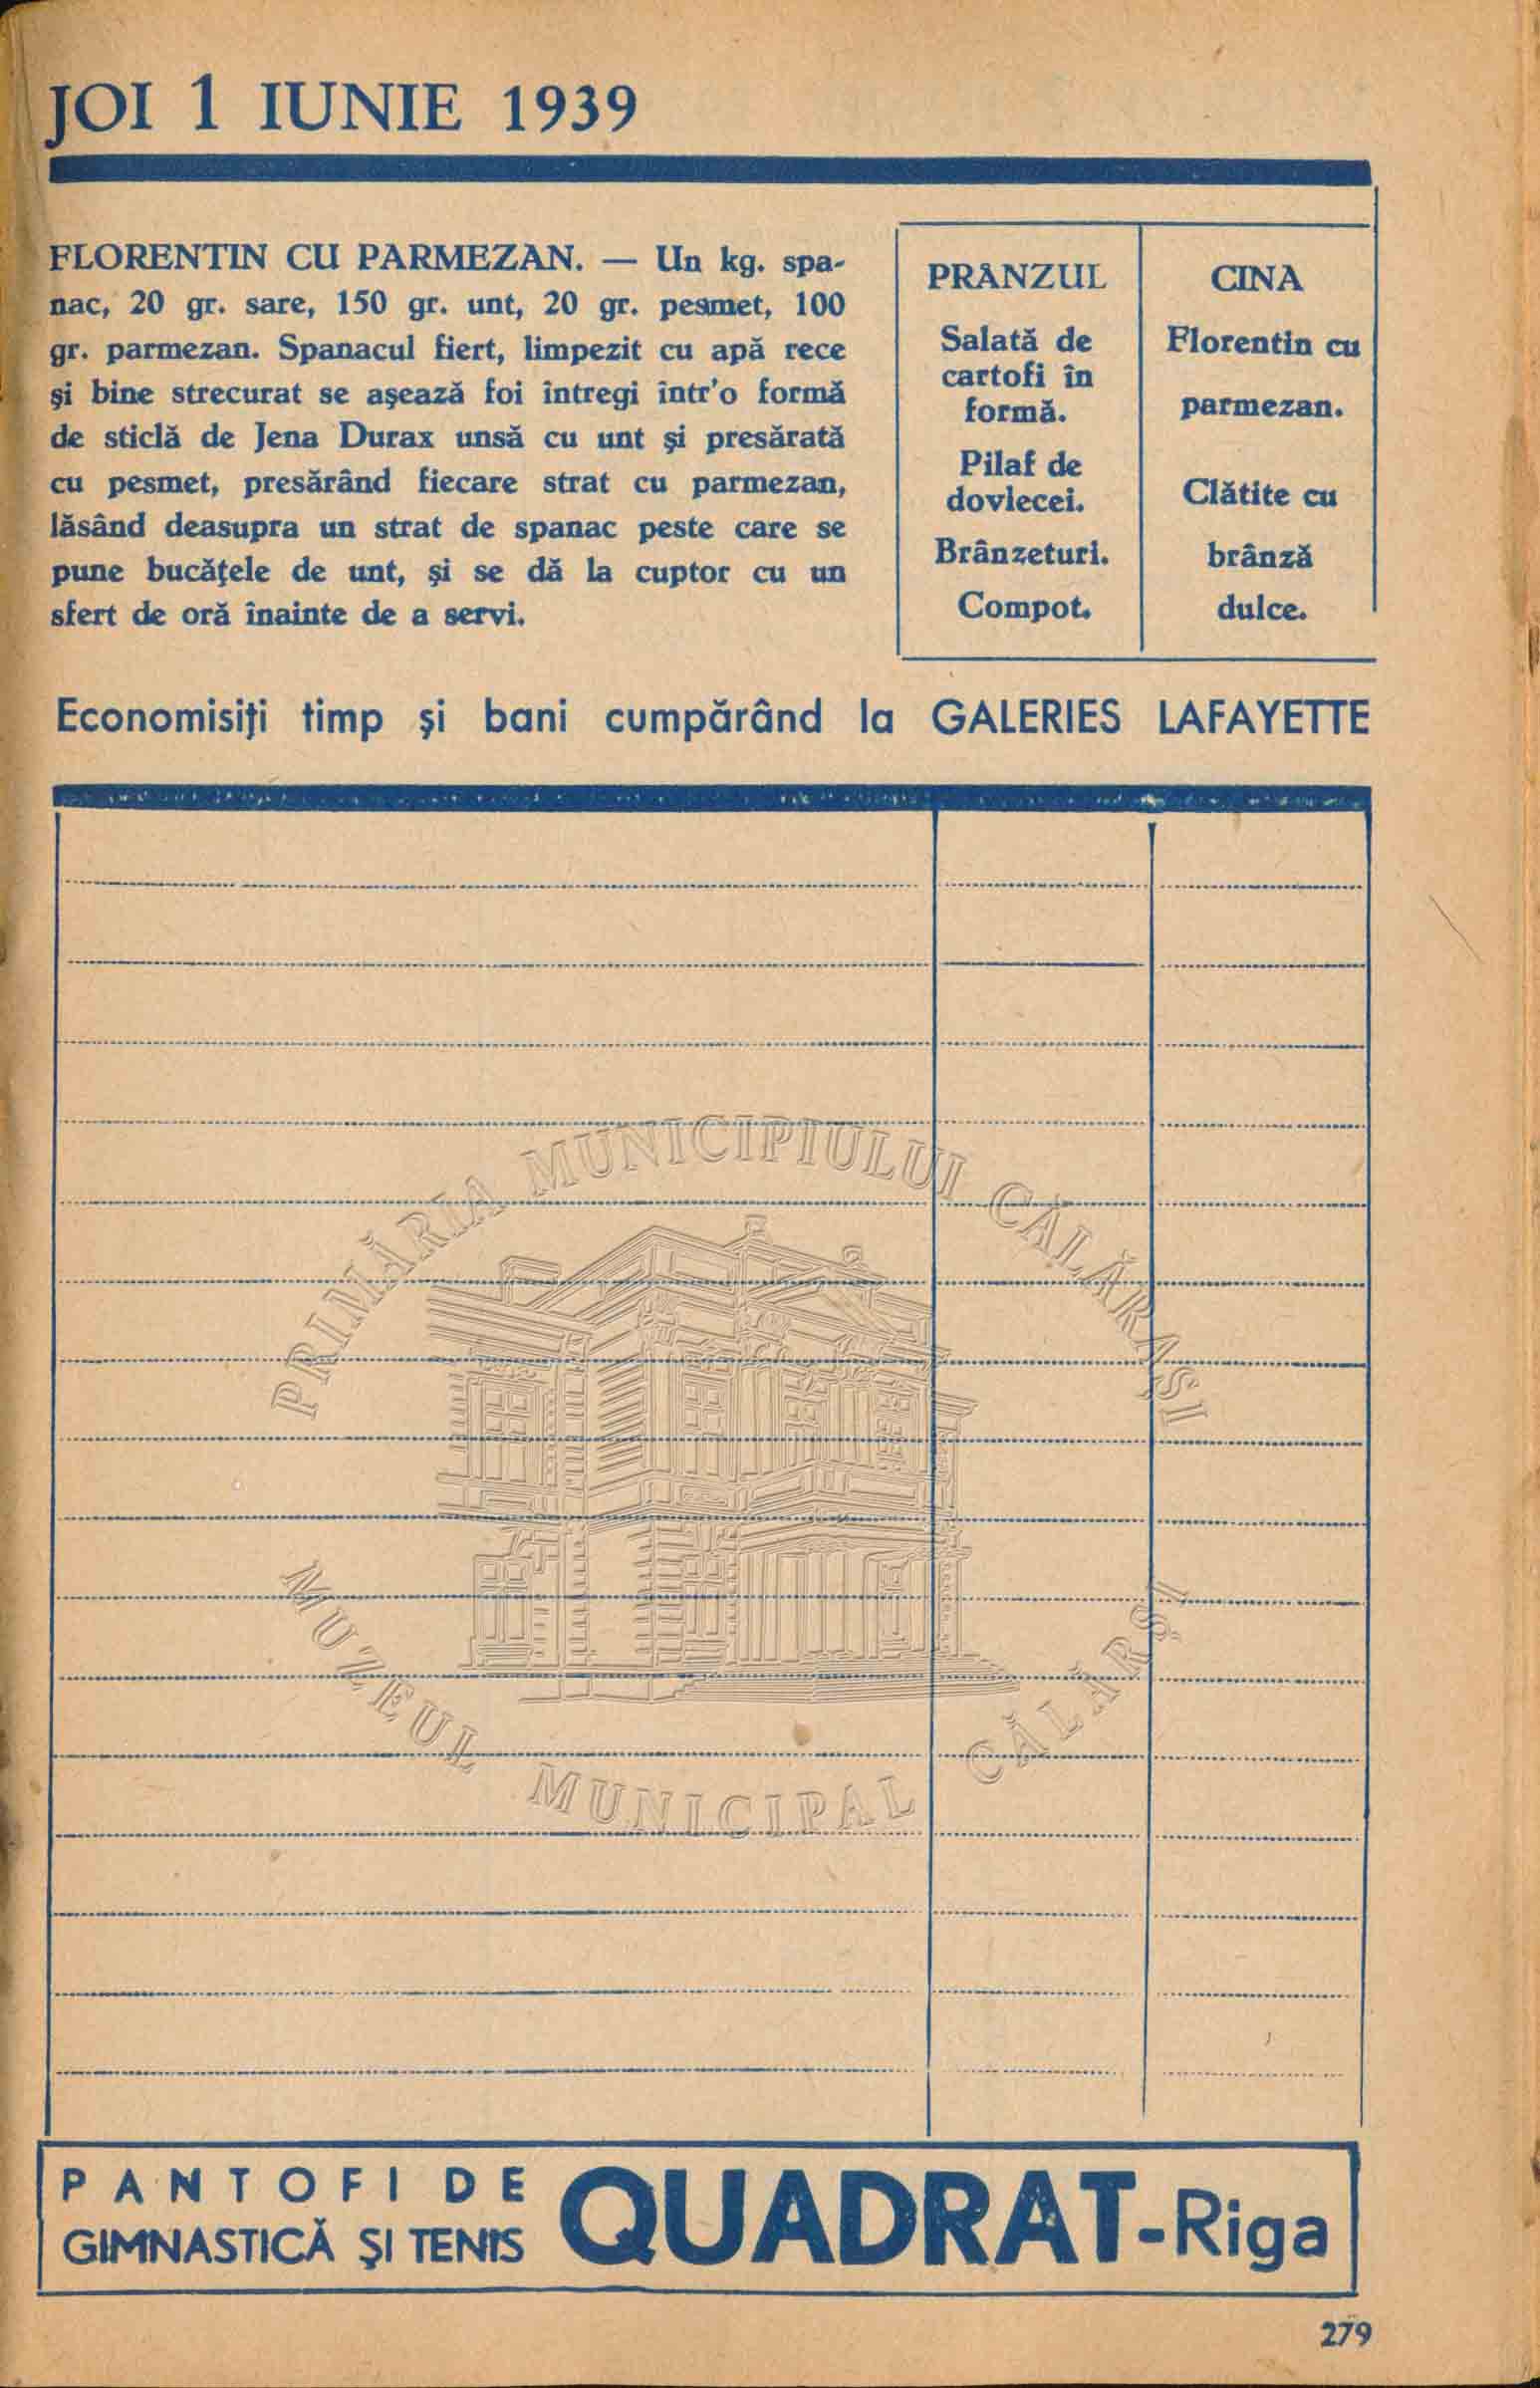 JOI 1 IUNIE 1939
FLORENTIN CU PARMEZAN. — Un kg. spa-
nac, 20 gr. sare, 150 gr. unt, 20 gr. pesmet, 100
gr. parmezan. Spanacul fiert, limpezit cu apă rece
şi bine strecurat se aşează foi întregi într'o formă
de sticlă de Jena Durax unsă cu unt şi presărată
cu pesmet, presărând fiecare strat cu parmezan,
lăsând deasupra un strat de spanac peste care se
pune bucăţele de unt, şi se dă la cuptor cu un
sfert de oră înainte de a servi.
PRANZUL
Salată de
cartofi în
formă.
Pilaf de
dovlecei.
Brânzeturi.
Compot.
CINA
Florentin cu
parmezan.
Clătite cu
brânză
dulce.
Economisiţi timp şi bani cumpărând la GALERIES LAFAYETTE
PRIMĂRIA MUNICIPIULUI CĂLĂRAȘI
MUZEUL MUNICIPAL CĂLĂRAȘI
PANTOFI DE
GIMNASTICĂ ŞI TENIS
QUADRAT-Riga
279